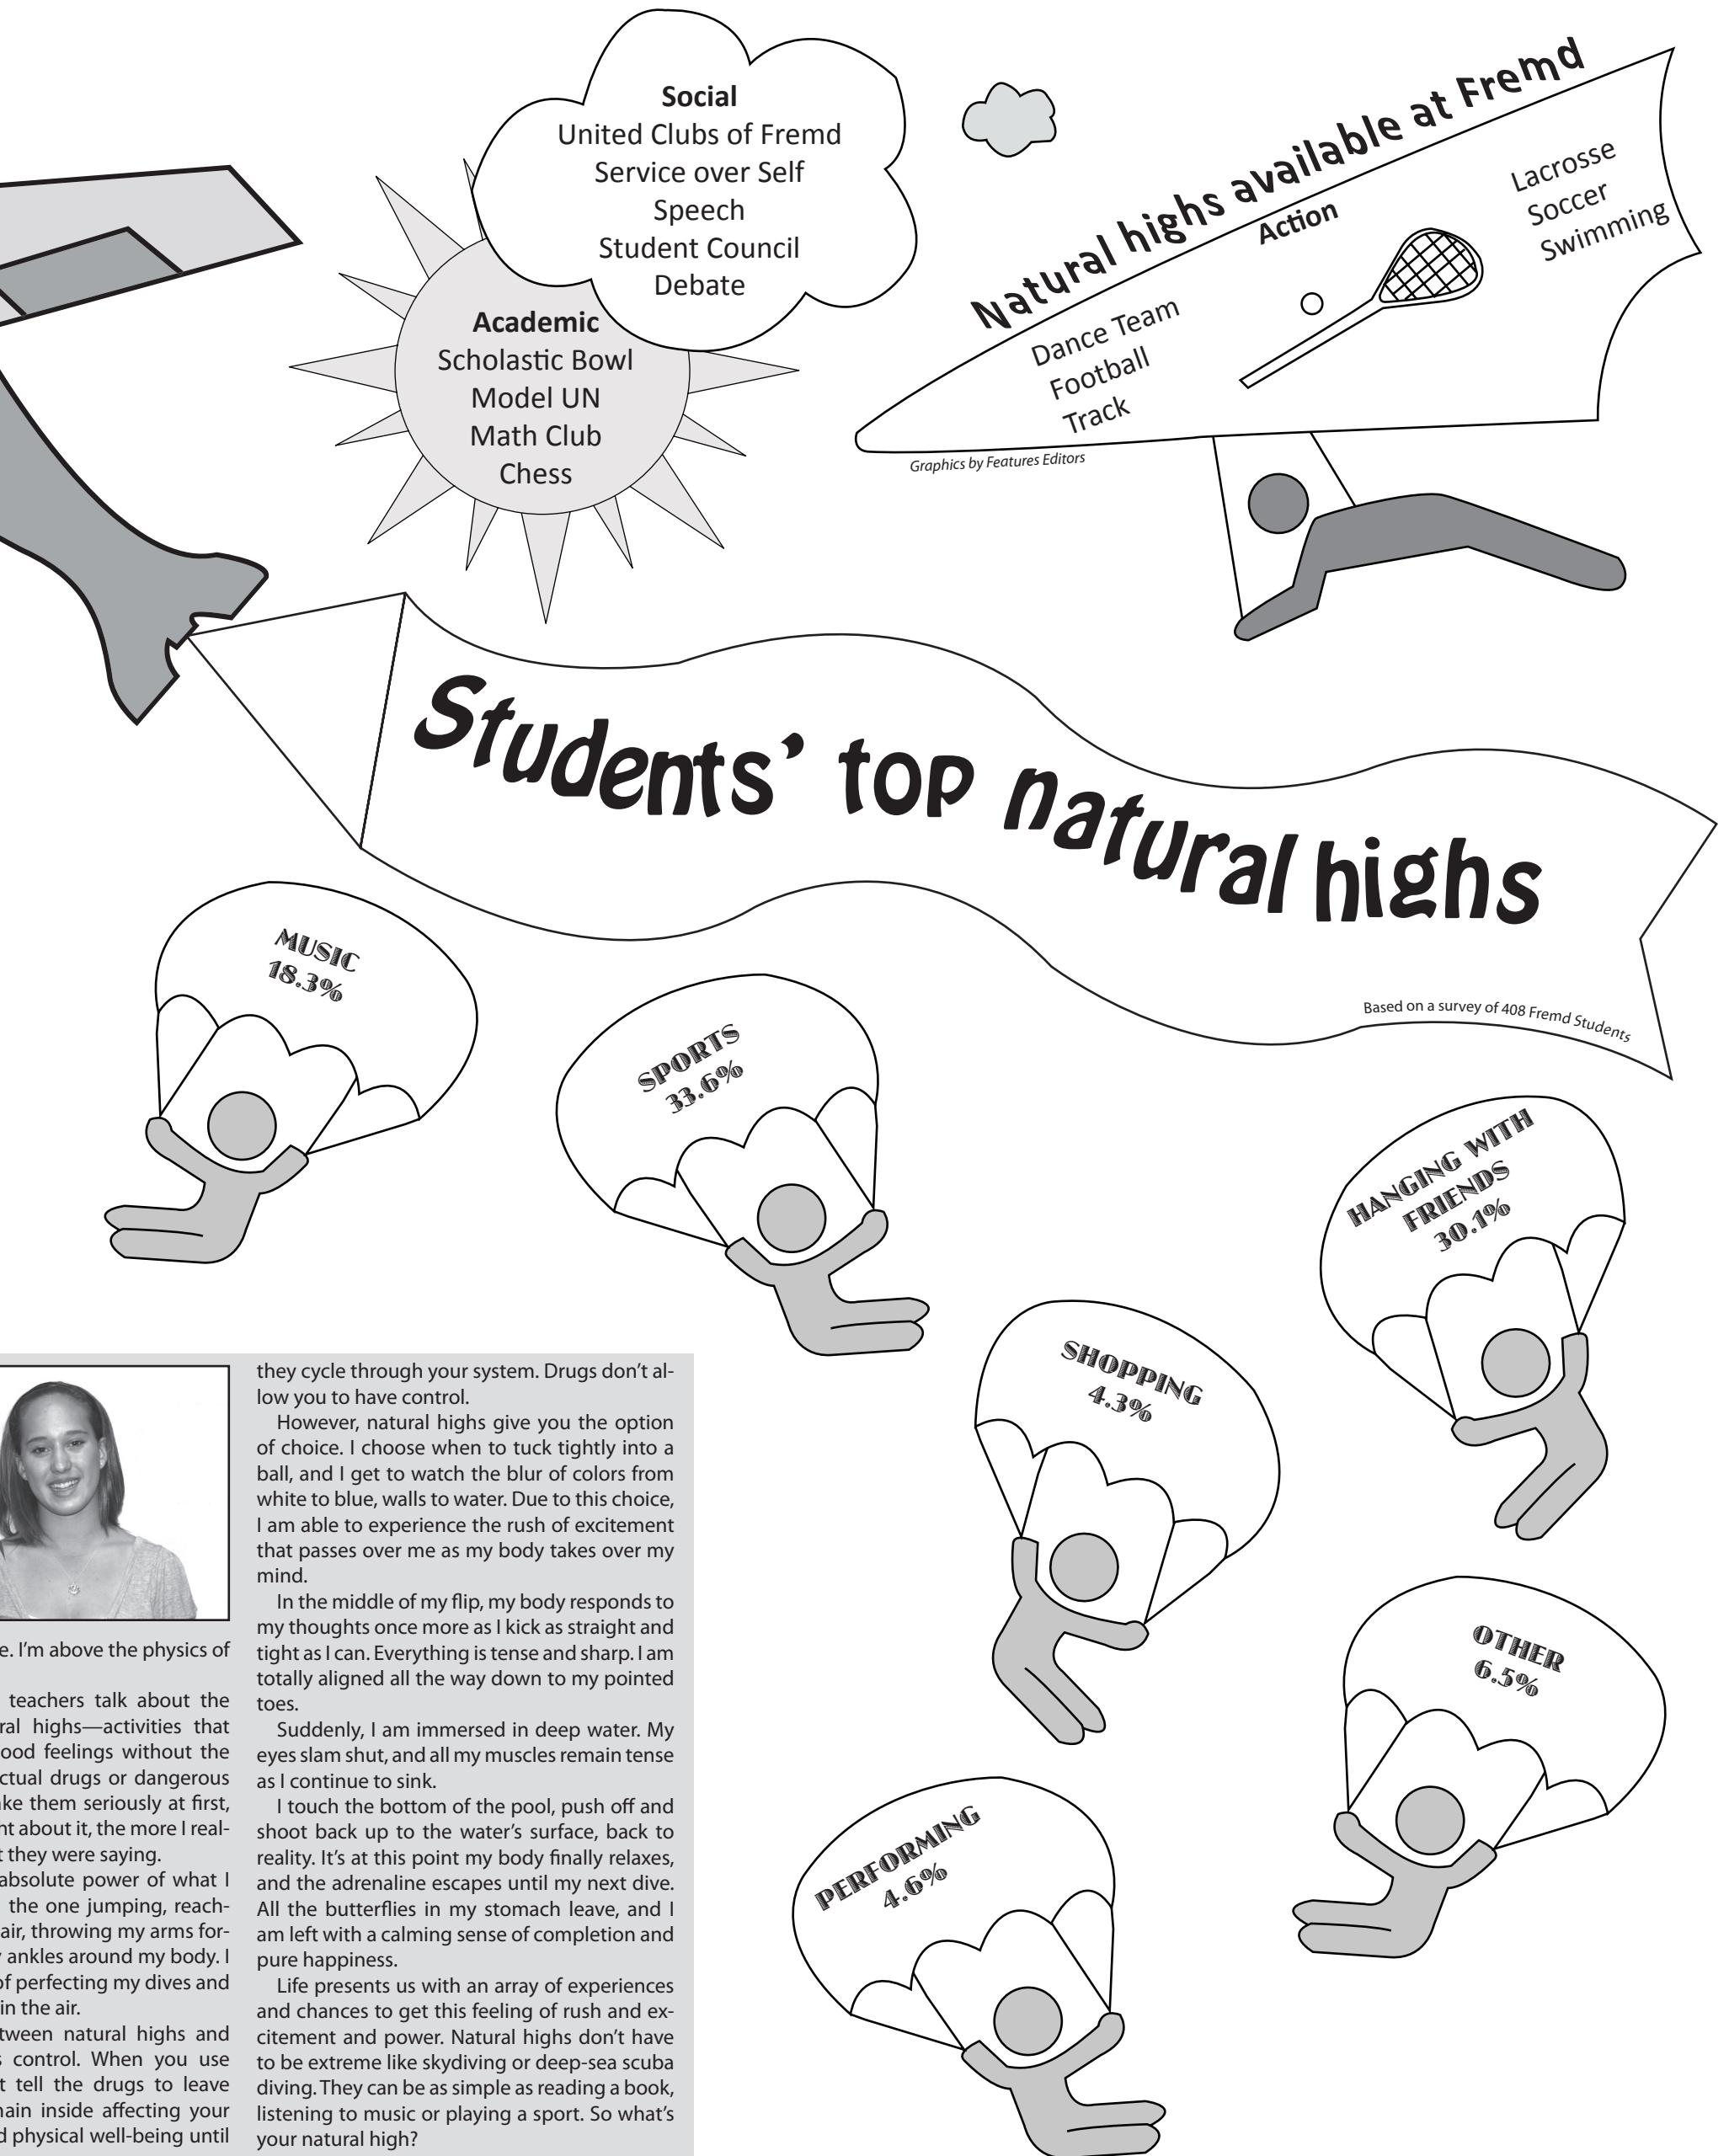 Social
United Clubs of Fremd
Service over Self
Speech
Student Council
Debate
Academic
Scholastic Bowl
Model UN
Math Club
Chess
Natural highs available at Fremd
Action
Dance Team
Football
Track
Lacrosse
Soccer
Swimming
Graphics by Features Editors
Students' top natural highs
Based on a survey of 408 Fremd Students
MUSIC
18.3%
SPORTS
33.6%
HANGING WITH
FRIENDS
30.1%
SHOPPING
4.3%
OTHER
6.5%
PERFORMING
4.6%
e. I'm above the physics of
teachers talk about the
ral highs—activities that
ood feelings without the
ctual drugs or dangerous
ke them seriously at first,
nt about it, the more I real-
t they were saying.
absolute power of what I
the one jumping, reach-
air, throwing my arms for-
y ankles around my body. I
of perfecting my dives and
in the air.
tween natural highs and
s control. When you use
t tell the drugs to leave
ain inside affecting your
d physical well-being until
they cycle through your system. Drugs don't al-
low you to have control.
However, natural highs give you the option
of choice. I choose when to tuck tightly into a
ball, and I get to watch the blur of colors from
white to blue, walls to water. Due to this choice,
I am able to experience the rush of excitement
that passes over me as my body takes over my
mind.
In the middle of my flip, my body responds to
my thoughts once more as I kick as straight and
tight as I can. Everything is tense and sharp. I am
totally aligned all the way down to my pointed
toes.
Suddenly, I am immersed in deep water. My
eyes slam shut, and all my muscles remain tense
as I continue to sink.
I touch the bottom of the pool, push off and
shoot back up to the water's surface, back to
reality. It's at this point my body finally relaxes,
and the adrenaline escapes until my next dive.
All the butterflies in my stomach leave, and I
am left with a calming sense of completion and
pure happiness.
Life presents us with an array of experiences
and chances to get this feeling of rush and ex-
citement and power. Natural highs don't have
to be extreme like skydiving or deep-sea scuba
diving. They can be as simple as reading a book,
listening to music or playing a sport. So what's
your natural high?